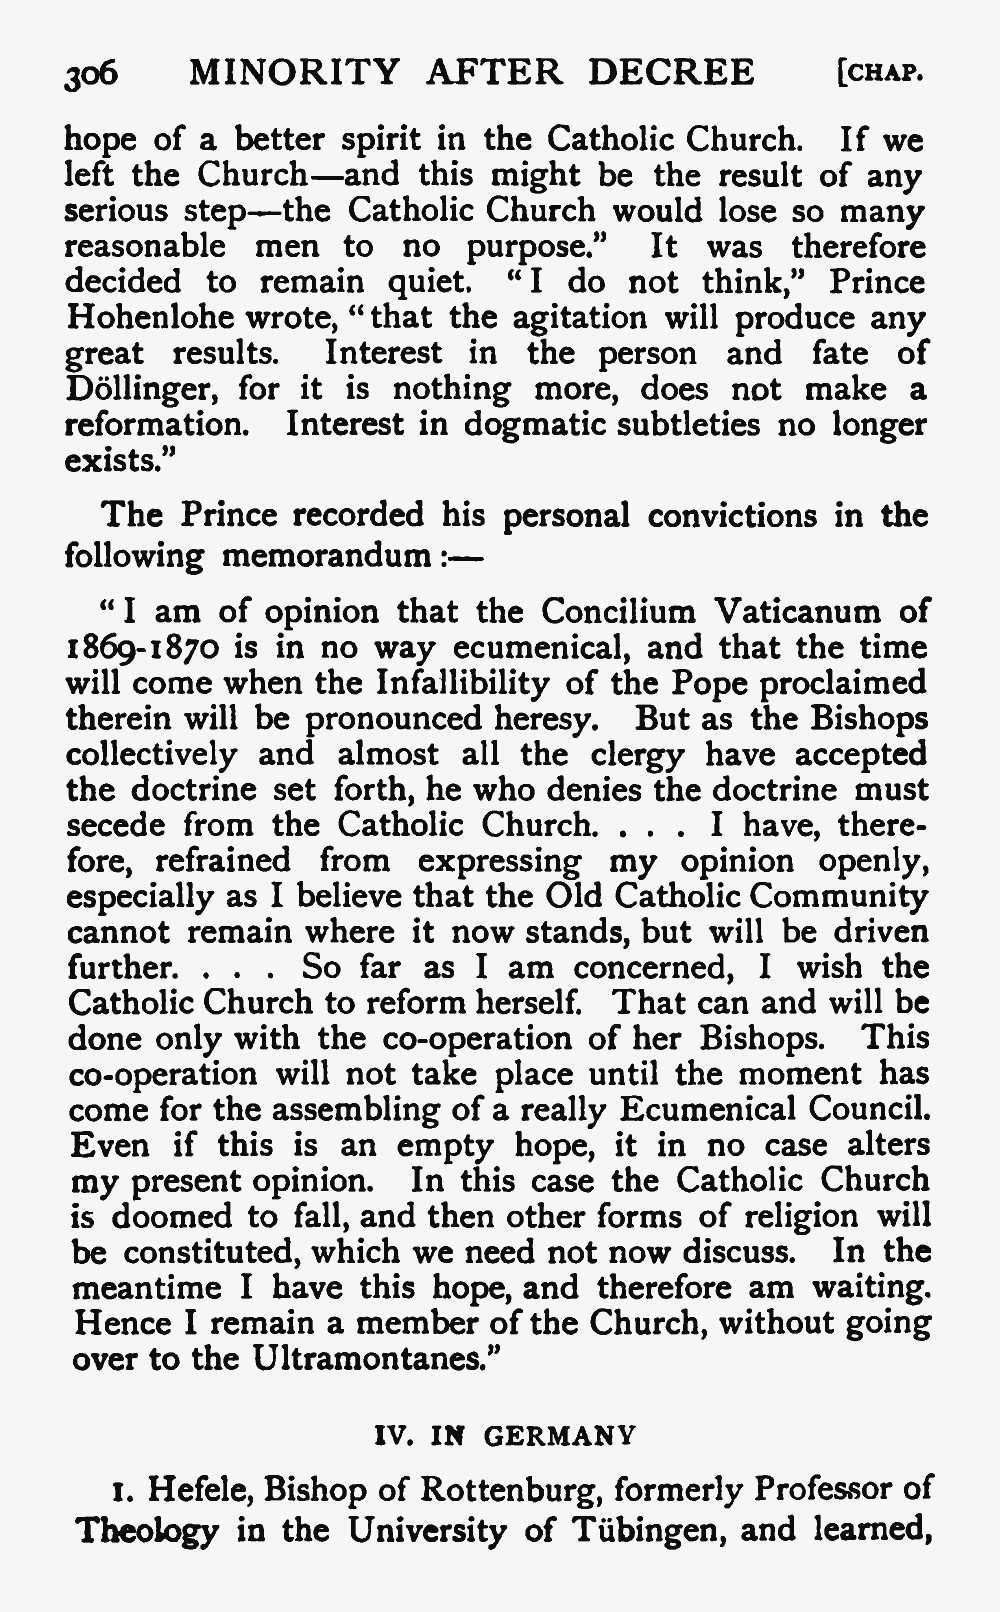 306 MINORITY AFTER DECREE [CHAP.
hope of a better spirit in the Catholic Church. If we
left the Church—and this might be the result of any
serious step—the Catholic Church would lose so many
reasonable men to no purpose.” It was therefore
decided to remain quiet. “I do not think,” Prince
Hohenlohe wrote, “that the agitation will produce any
great results. Interest in the person and fate of
Döllinger, for it is nothing more, does not make a
reformation. Interest in dogmatic subtleties no longer
exists.”
The Prince recorded his personal convictions in the
following memorandum :—
“I am of opinion that the Concilium Vaticanum of
1869-1870 is in no way ecumenical, and that the time
will come when the Infallibility of the Pope proclaimed
therein will be pronounced heresy. But as the Bishops
collectively and almost all the clergy have accepted
the doctrine set forth, he who denies the doctrine must
secede from the Catholic Church. . . . I have, there-
fore, refrained from expressing my opinion openly,
especially as I believe that the Old Catholic Community
cannot remain where it now stands, but will be driven
further. . . . So far as I am concerned, I wish the
Catholic Church to reform herself. That can and will be
done only with the co-operation of her Bishops. This
co-operation will not take place until the moment has
come for the assembling of a really Ecumenical Council.
Even if this is an empty hope, it in no case alters
my present opinion. In this case the Catholic Church
is doomed to fall, and then other forms of religion will
be constituted, which we need not now discuss. In the
meantime I have this hope, and therefore am waiting.
Hence I remain a member of the Church, without going
over to the Ultramontanes.”
IV. IN GERMANY
1. Hefele, Bishop of Rottenburg, formerly Professor of
Theology in the University of Tübingen, and learned,